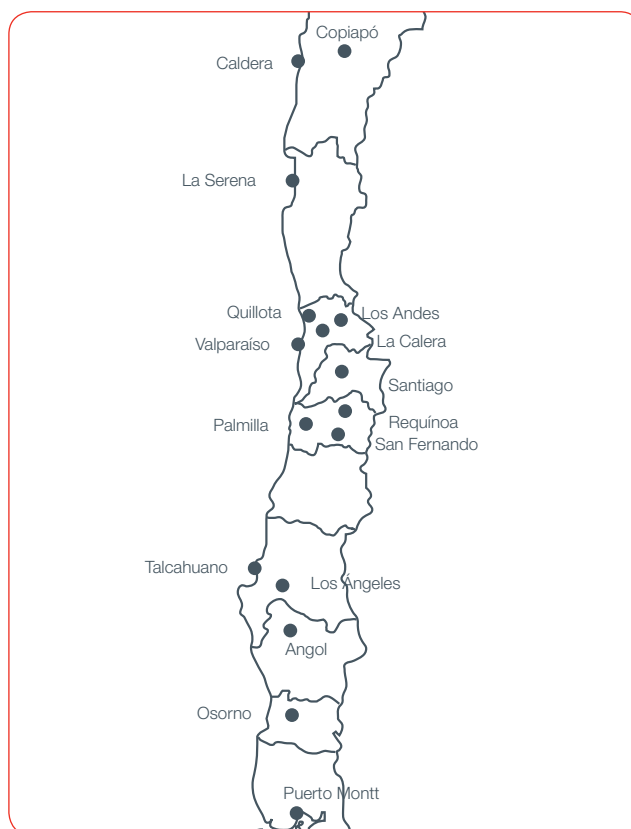 Copiapó
Caldera
La Serena
Quillota
Los Andes
Valparaíso
La Calera
Santiago
Palmilla
Requínoa
San Fernando
Talcahuano
Los Ángeles
Angol
Osorno
Puerto Montt